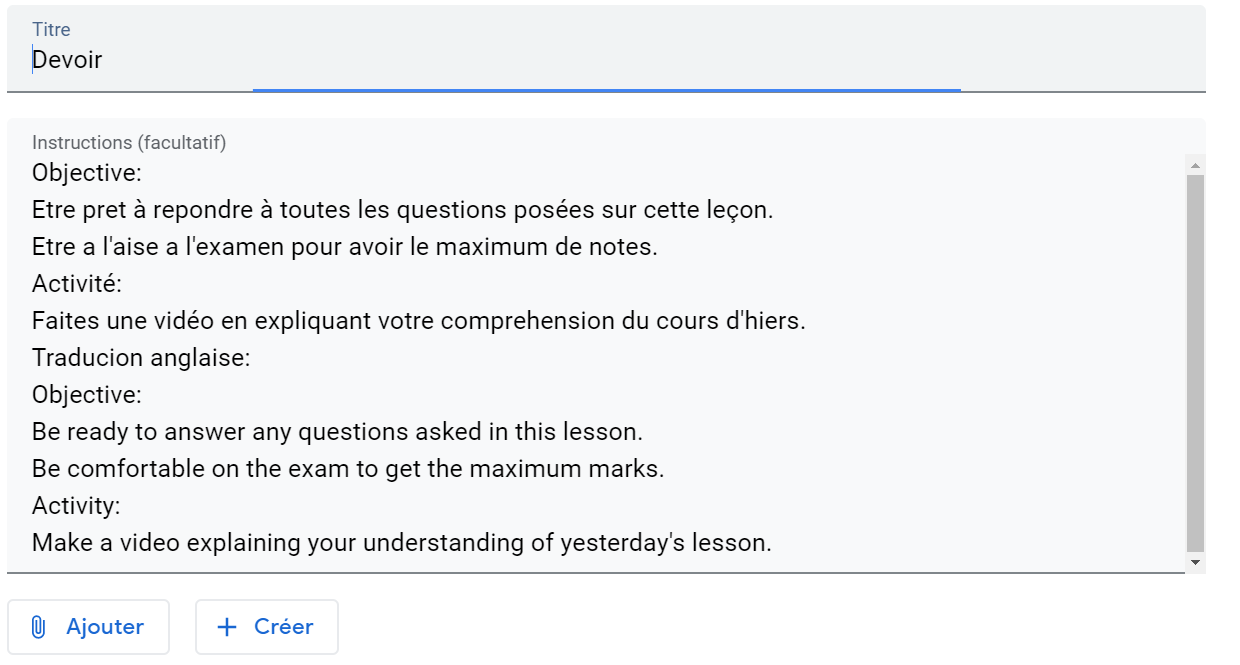 Titre
Devoir
Instructions (facultatif)
Objective:
Etre pret à repondre à toutes les questions posées sur cette leçon.
Etre a l'aise a l'examen pour avoir le maximum de notes.
Activité:
Faites une vidéo en expliquant votre comprehension du cours d'hiers.
Traducion anglaise:
Objective:
Be ready to answer any questions asked in this lesson.
Be comfortable on the exam to get the maximum marks.
Activity:
Make a video explaining your understanding of yesterday's lesson.
Ajouter
Créer